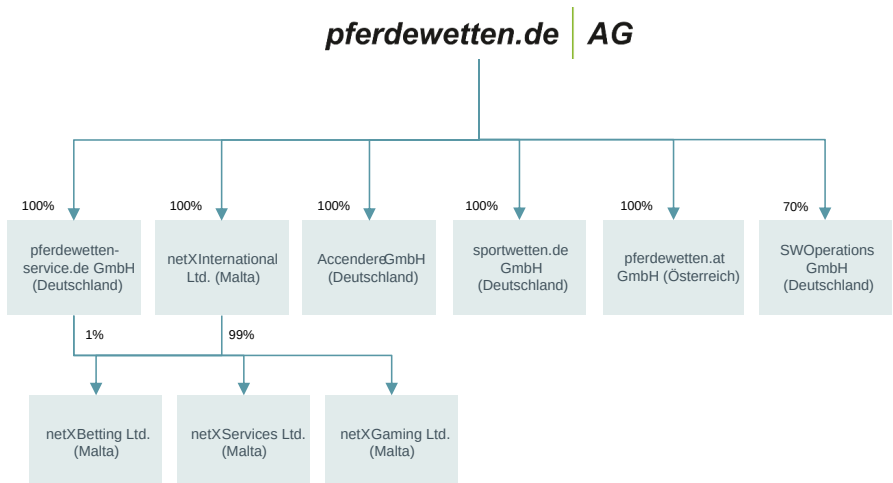 pferdewetten.de AG
100%
100%
100%
100%
100%
70%
pferdewetten-
service.de GmbH
(Deutschland)
netXInternational
Ltd. (Malta)
AccendereGmbH
(Deutschland)
sportwetten.de
GmbH
(Deutschland)
pferdewetten.at
GmbH (Österreich)
SWOperations
GmbH
(Deutschland)
1%
99%
netXBetting Ltd.
(Malta)
netXServices Ltd.
(Malta)
netXGaming Ltd.
(Malta)